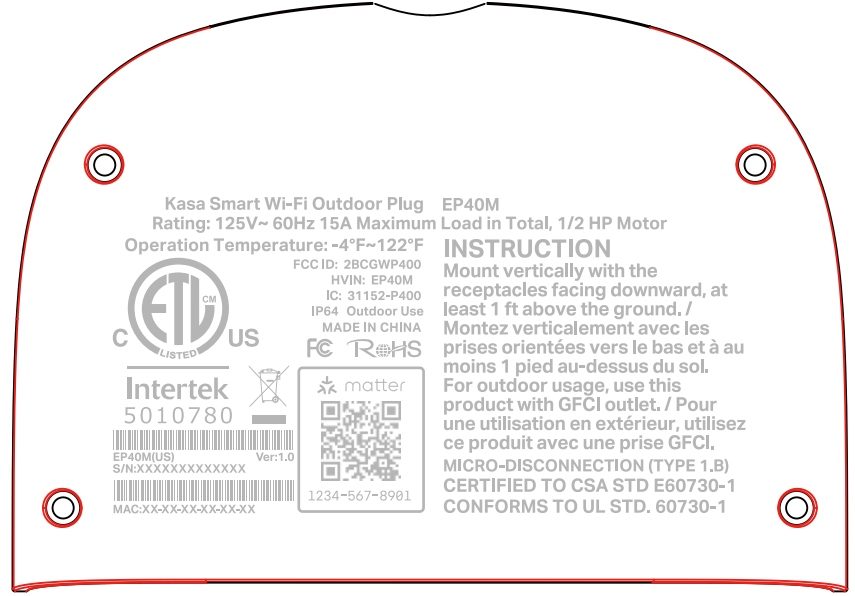 Kasa Smart Wi-Fi Outdoor Plug EP40M
Rating: 125V~ 60Hz 15A Maximum Load in Total, 1/2 HP Motor
Operation Temperature: -4°F~122°F
FCC ID: 2BCGWP400
HVIN: EP40M
IC: 31152-P400
IP64 Outdoor Use
MADE IN CHINA
FC RoHS
ETL CM
LISTED
C US
Intertek
5010780
EP40M(US) Ver:1.0
S/N:XXXXXXXXXXXXX
MAC:XX-XX-XX-XX-XX-XX
matter
1234-567-8901
INSTRUCTION
Mount vertically with the
receptacles facing downward, at
least 1 ft above the ground. /
Montez verticalement avec les
prises orientées vers le bas et à au
moins 1 pied au-dessus du sol.
For outdoor usage, use this
product with GFCI outlet. / Pour
une utilisation en extérieur, utilisez
ce produit avec une prise GFCI.
MICRO-DISCONNECTION (TYPE 1.B)
CERTIFIED TO CSA STD E60730-1
CONFORMS TO UL STD. 60730-1